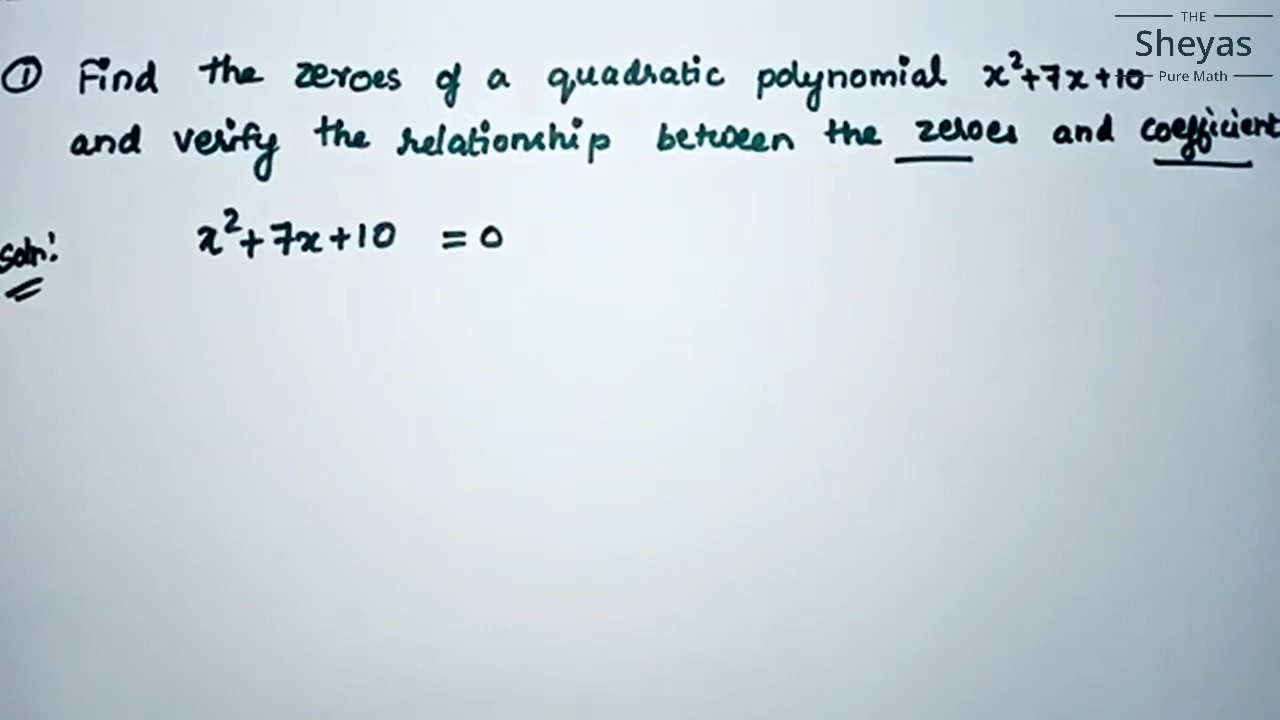 THE
Sheyas
Pure Math
① Find the zeroes of a quadratic polynomial x²+7x+10
and verify the relationship between the zeroes and coefficient
Soln:
x²+7x+10 = 0